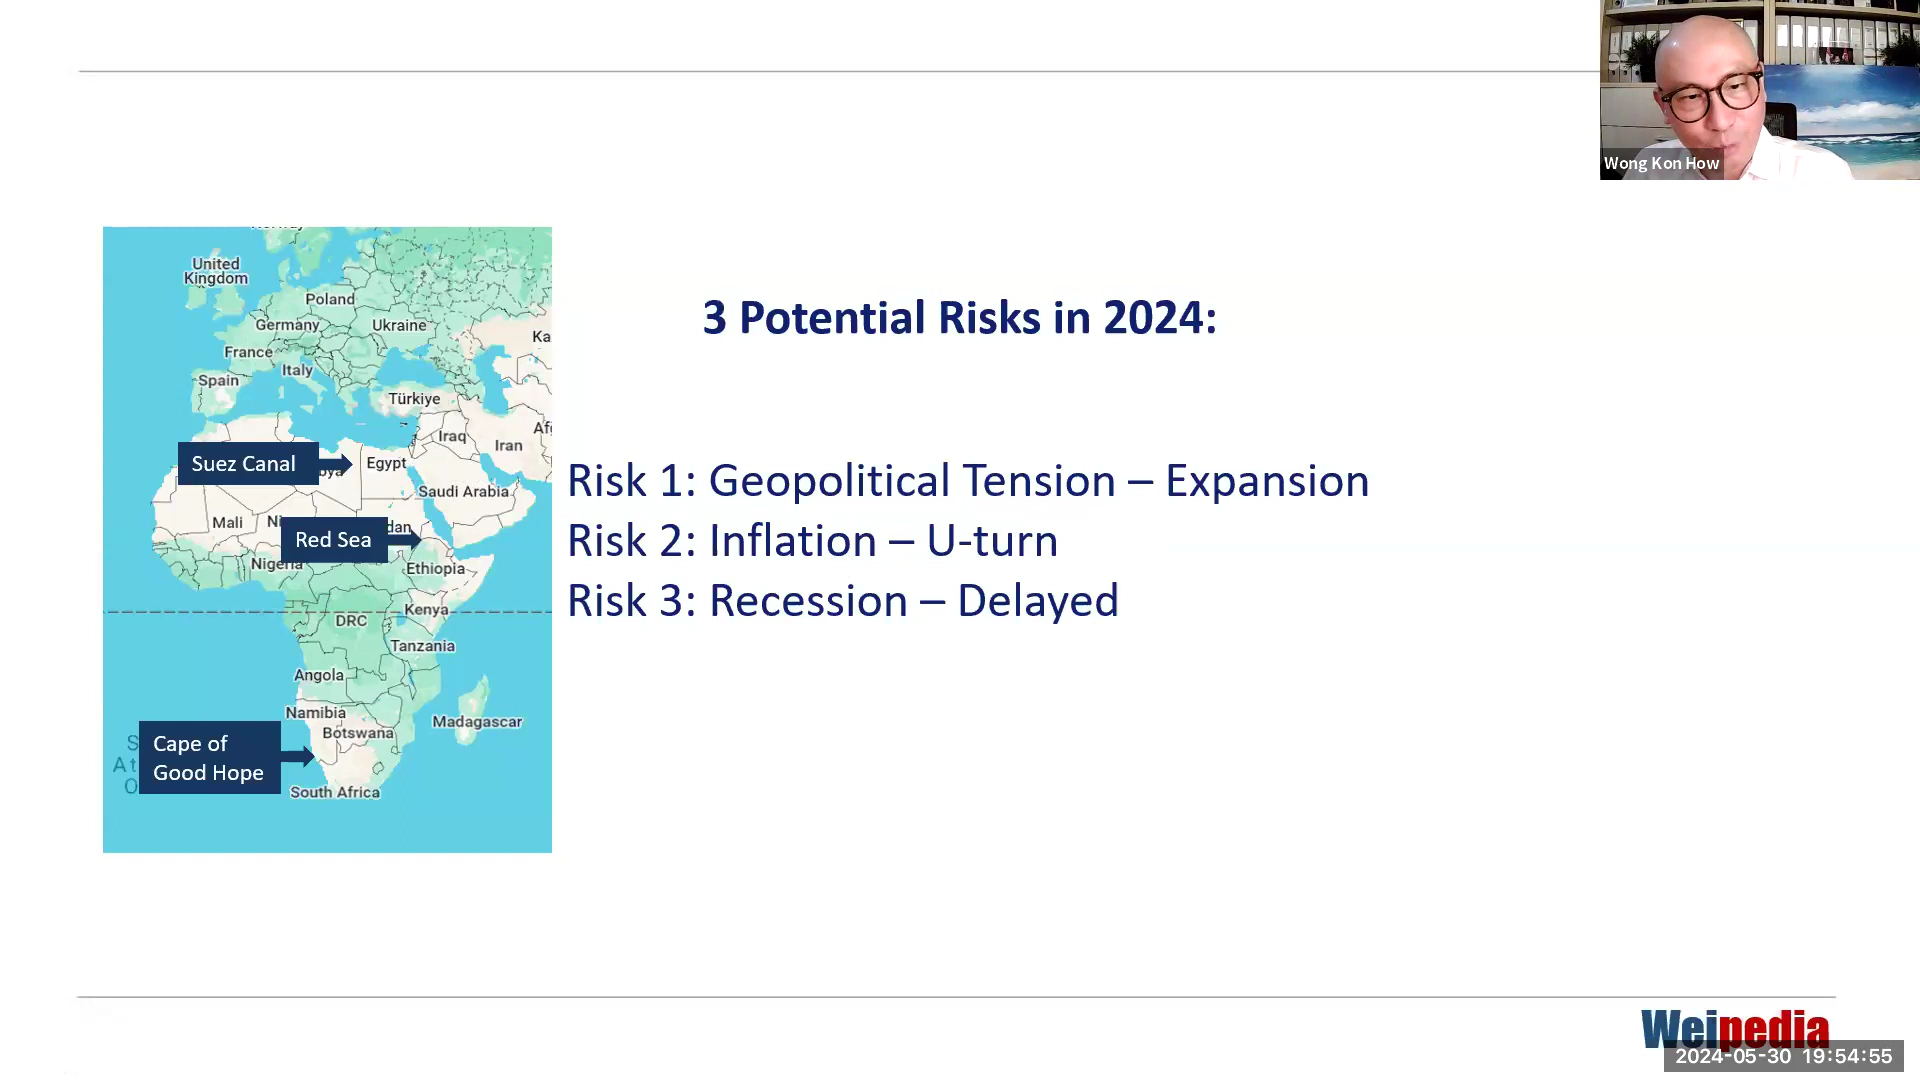 Wong Kon How
3 Potential Risks in 2024:
Risk 1: Geopolitical Tension – Expansion
Risk 2: Inflation – U-turn
Risk 3: Recession – Delayed
United
Kingdom
Poland
Germany
Ukraine
Ka
France
Italy
Spain
Türkiye
Iraq
Iran
Suez Canal
Egypt
Saudi Arabia
Mali
Red Sea
dan
Nigeria
Ethiopia
Kenya
DRC
Tanzania
Angola
Namibia
Botswana
Madagascar
Cape of
Good Hope
South Africa
Weipedia
2024-05-30 19:54:55